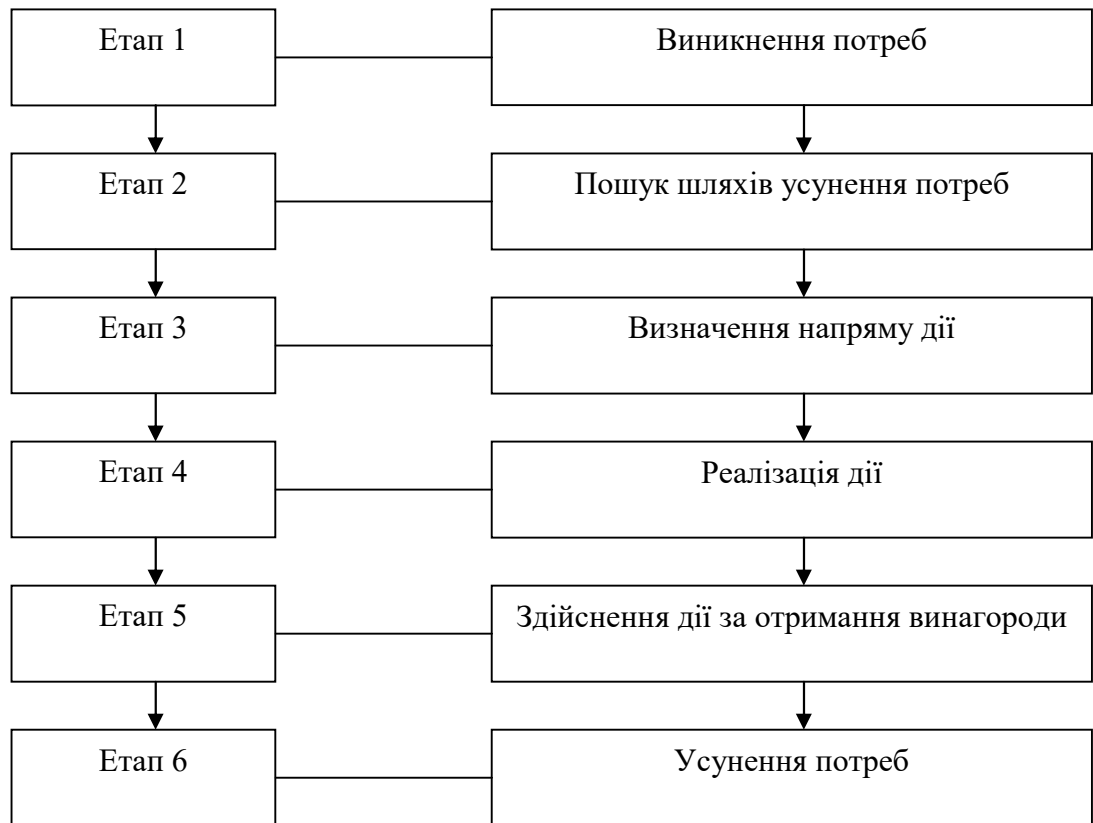 Етап 1
Виникнення потреб
Етап 2
Пошук шляхів усунення потреб
Етап 3
Визначення напряму дії
Етап 4
Реалізація дії
Етап 5
Здійснення дії за отримання винагороди
Етап 6
Усунення потреб